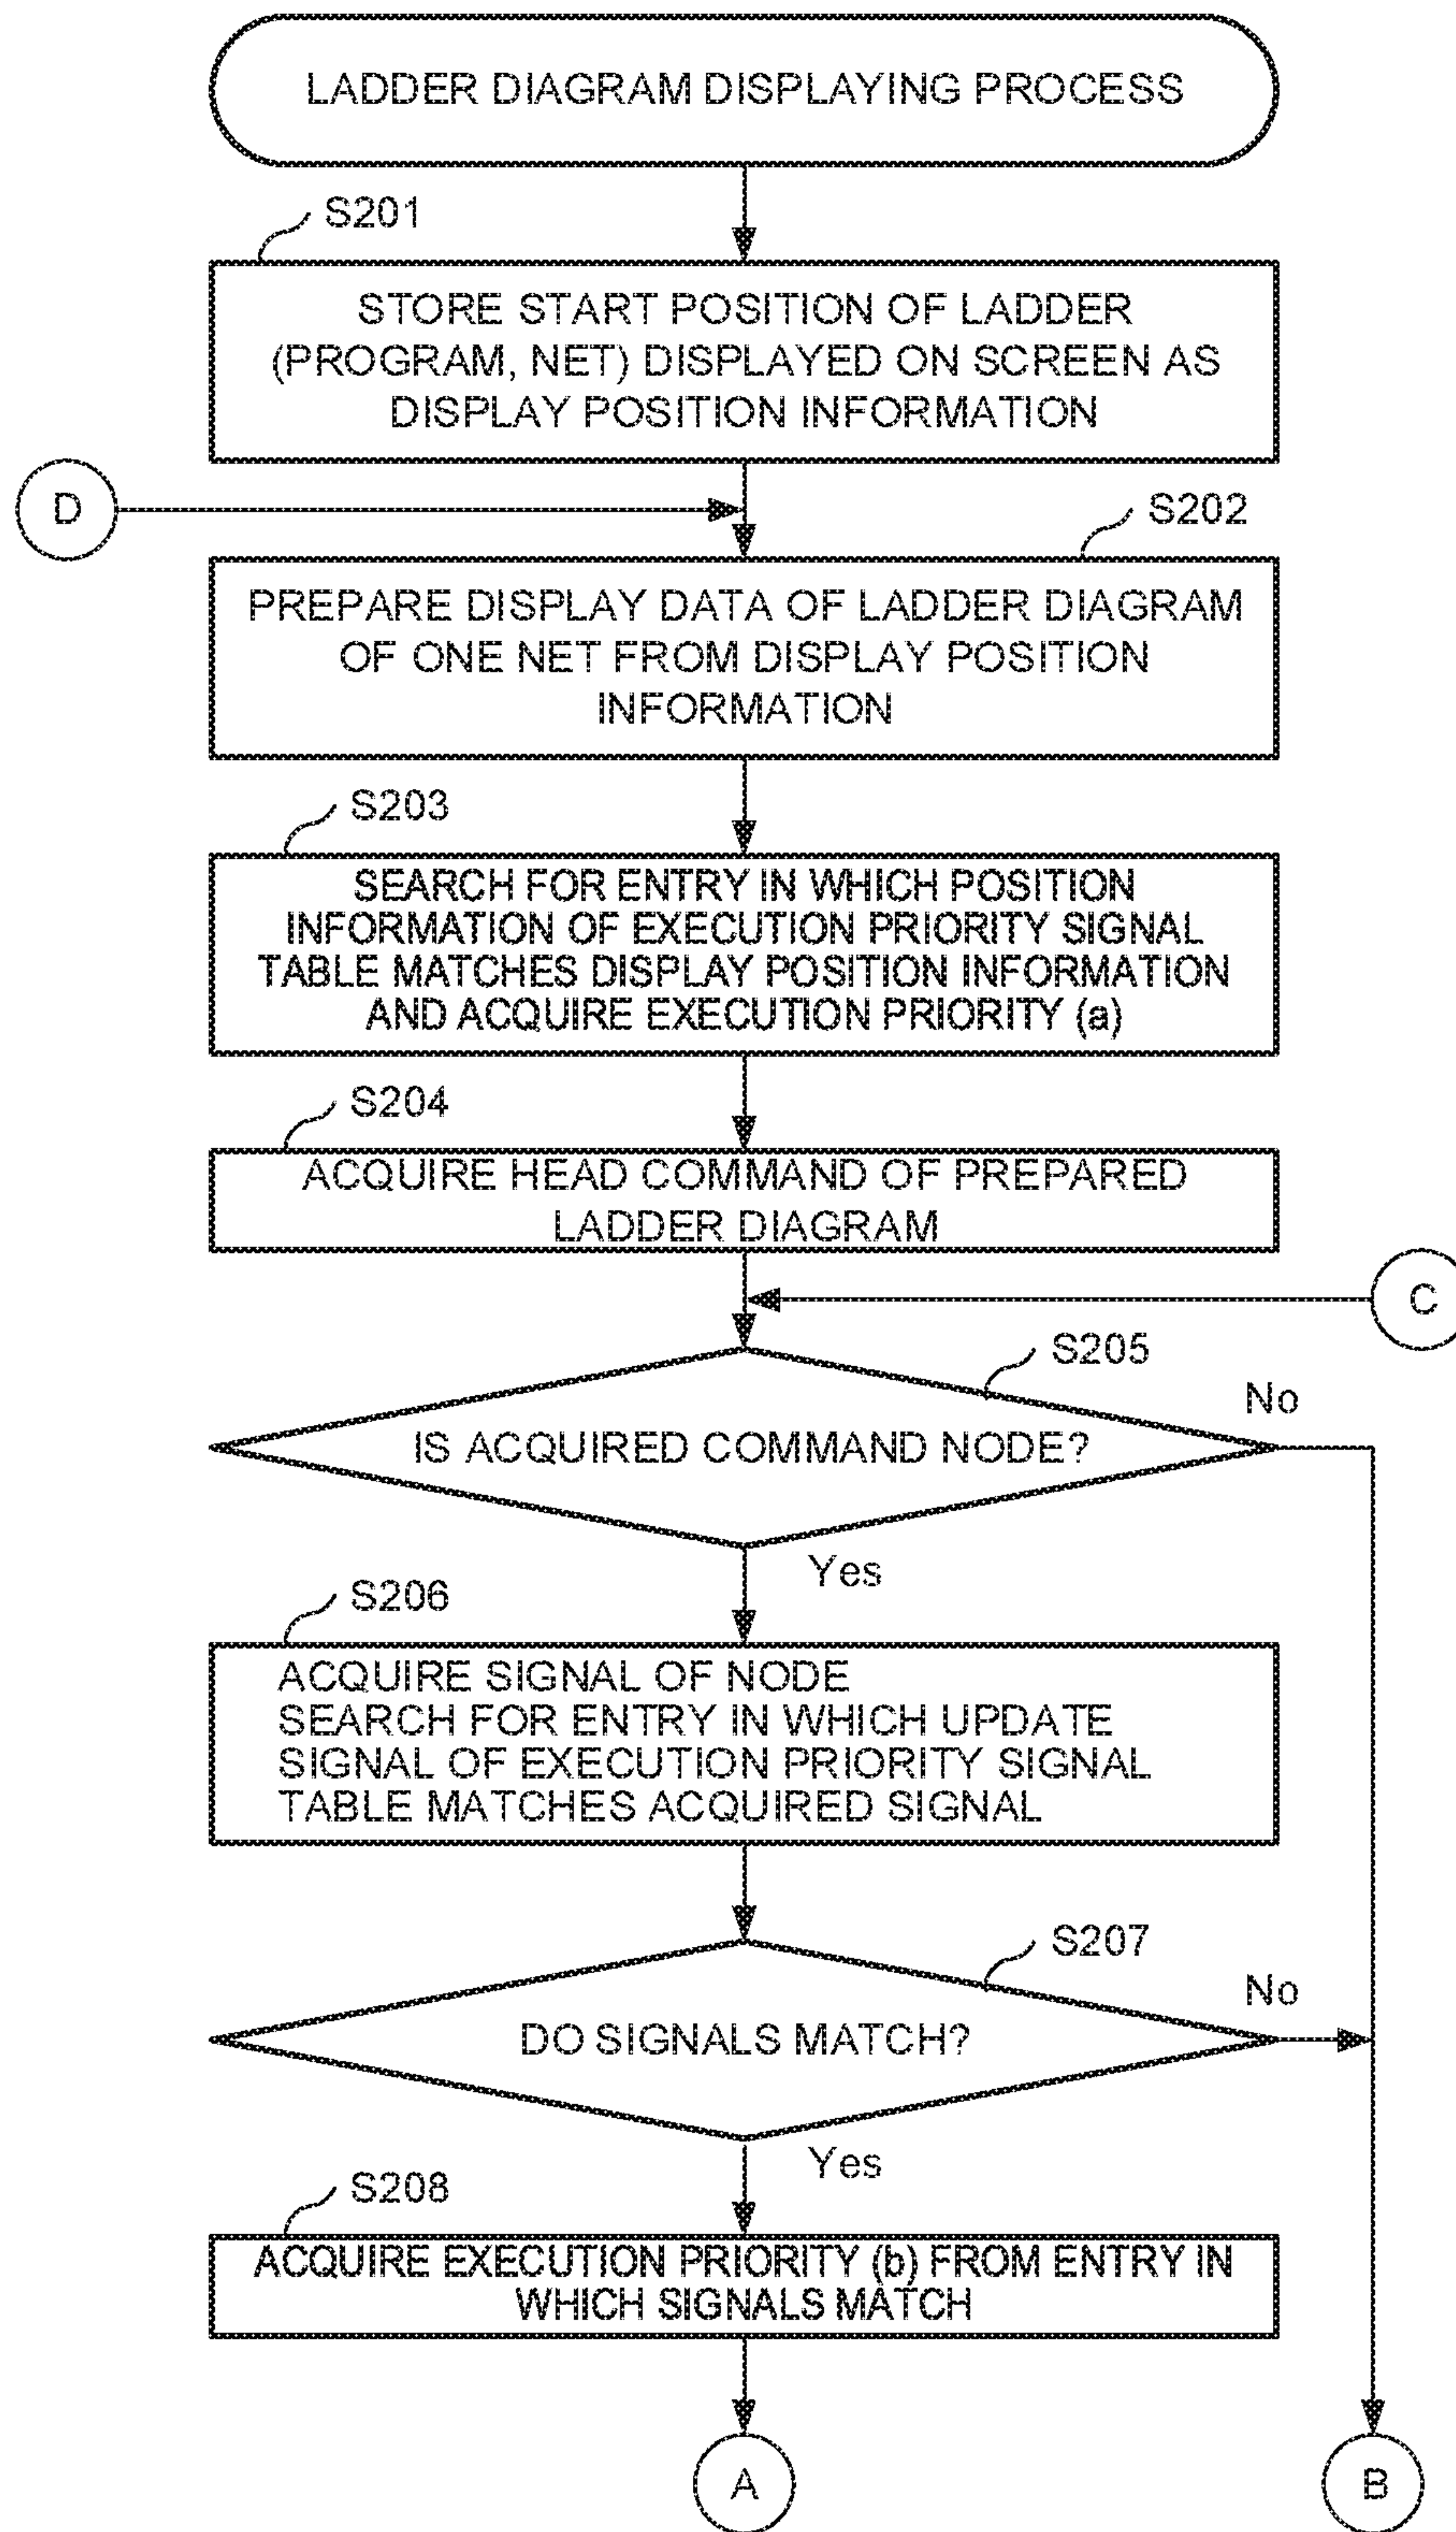 LADDER DIAGRAM DISPLAYING PROCESS
S201
STORE START POSITION OF LADDER
(PROGRAM, NET) DISPLAYED ON SCREEN AS
DISPLAY POSITION INFORMATION
D
S202
PREPARE DISPLAY DATA OF LADDER DIAGRAM
OF ONE NET FROM DISPLAY POSITION
INFORMATION
S203
SEARCH FOR ENTRY IN WHICH POSITION
INFORMATION OF EXECUTION PRIORITY SIGNAL
TABLE MATCHES DISPLAY POSITION INFORMATION
AND ACQUIRE EXECUTION PRIORITY (a)
S204
ACQUIRE HEAD COMMAND OF PREPARED
LADDER DIAGRAM
C
S205
No
IS ACQUIRED COMMAND NODE?
Yes
S206
ACQUIRE SIGNAL OF NODE
SEARCH FOR ENTRY IN WHICH UPDATE
SIGNAL OF EXECUTION PRIORITY SIGNAL
TABLE MATCHES ACQUIRED SIGNAL
S207
No
DO SIGNALS MATCH?
Yes
S208
ACQUIRE EXECUTION PRIORITY (b) FROM ENTRY IN
WHICH SIGNALS MATCH
A
B